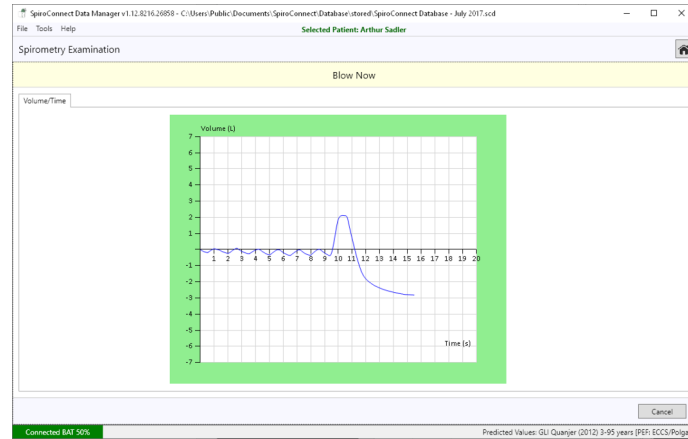 SpiroConnect Data Manager v1.12.8216.26858 - C:\Users\Public\Documents\SpiroConnect\Database\stored\SpiroConnect Database - July 2017.scd
File Tools Help
Selected Patient: Arthur Sadler
Spirometry Examination
Blow Now
Volume/Time
Volume (L)
7
6
5
4
3
2
1
1 2 3 4 5 6 7 8 9 10 11 12 13 14 15 16 17 18 19 20
-1
-2
-3
-4
-5
-6
-7
Time (s)
Cancel
Connected BAT 50%
Predicted Values: GLI Quanjer (2012) 3-95 years [PEF: ECCS/Polga